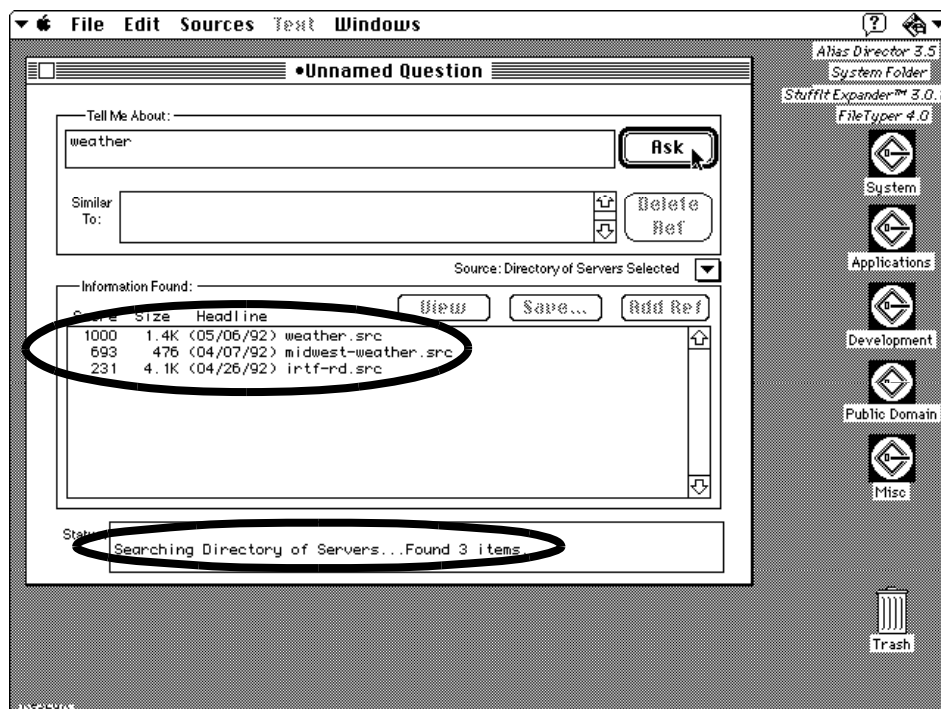 File Edit Sources Text Windows
Alias Director 3.5
System Folder
StuffIt Expander™ 3.0.
FileTyper 4.0
•Unnamed Question
Tell Me About:
weather
Ask
Similar
To:
Delete
Ref
Source: Directory of Servers Selected
Information Found:
View Save... Add Ref
Score Size Headline
1000 1.4K (05/06/92) weather.src
693 476 (04/07/92) midwest-weather.src
231 4.1K (04/26/92) irtf-rd.src
Status
Searching Directory of Servers...Found 3 items.
System
Applications
Development
Public Domain
Misc
Trash